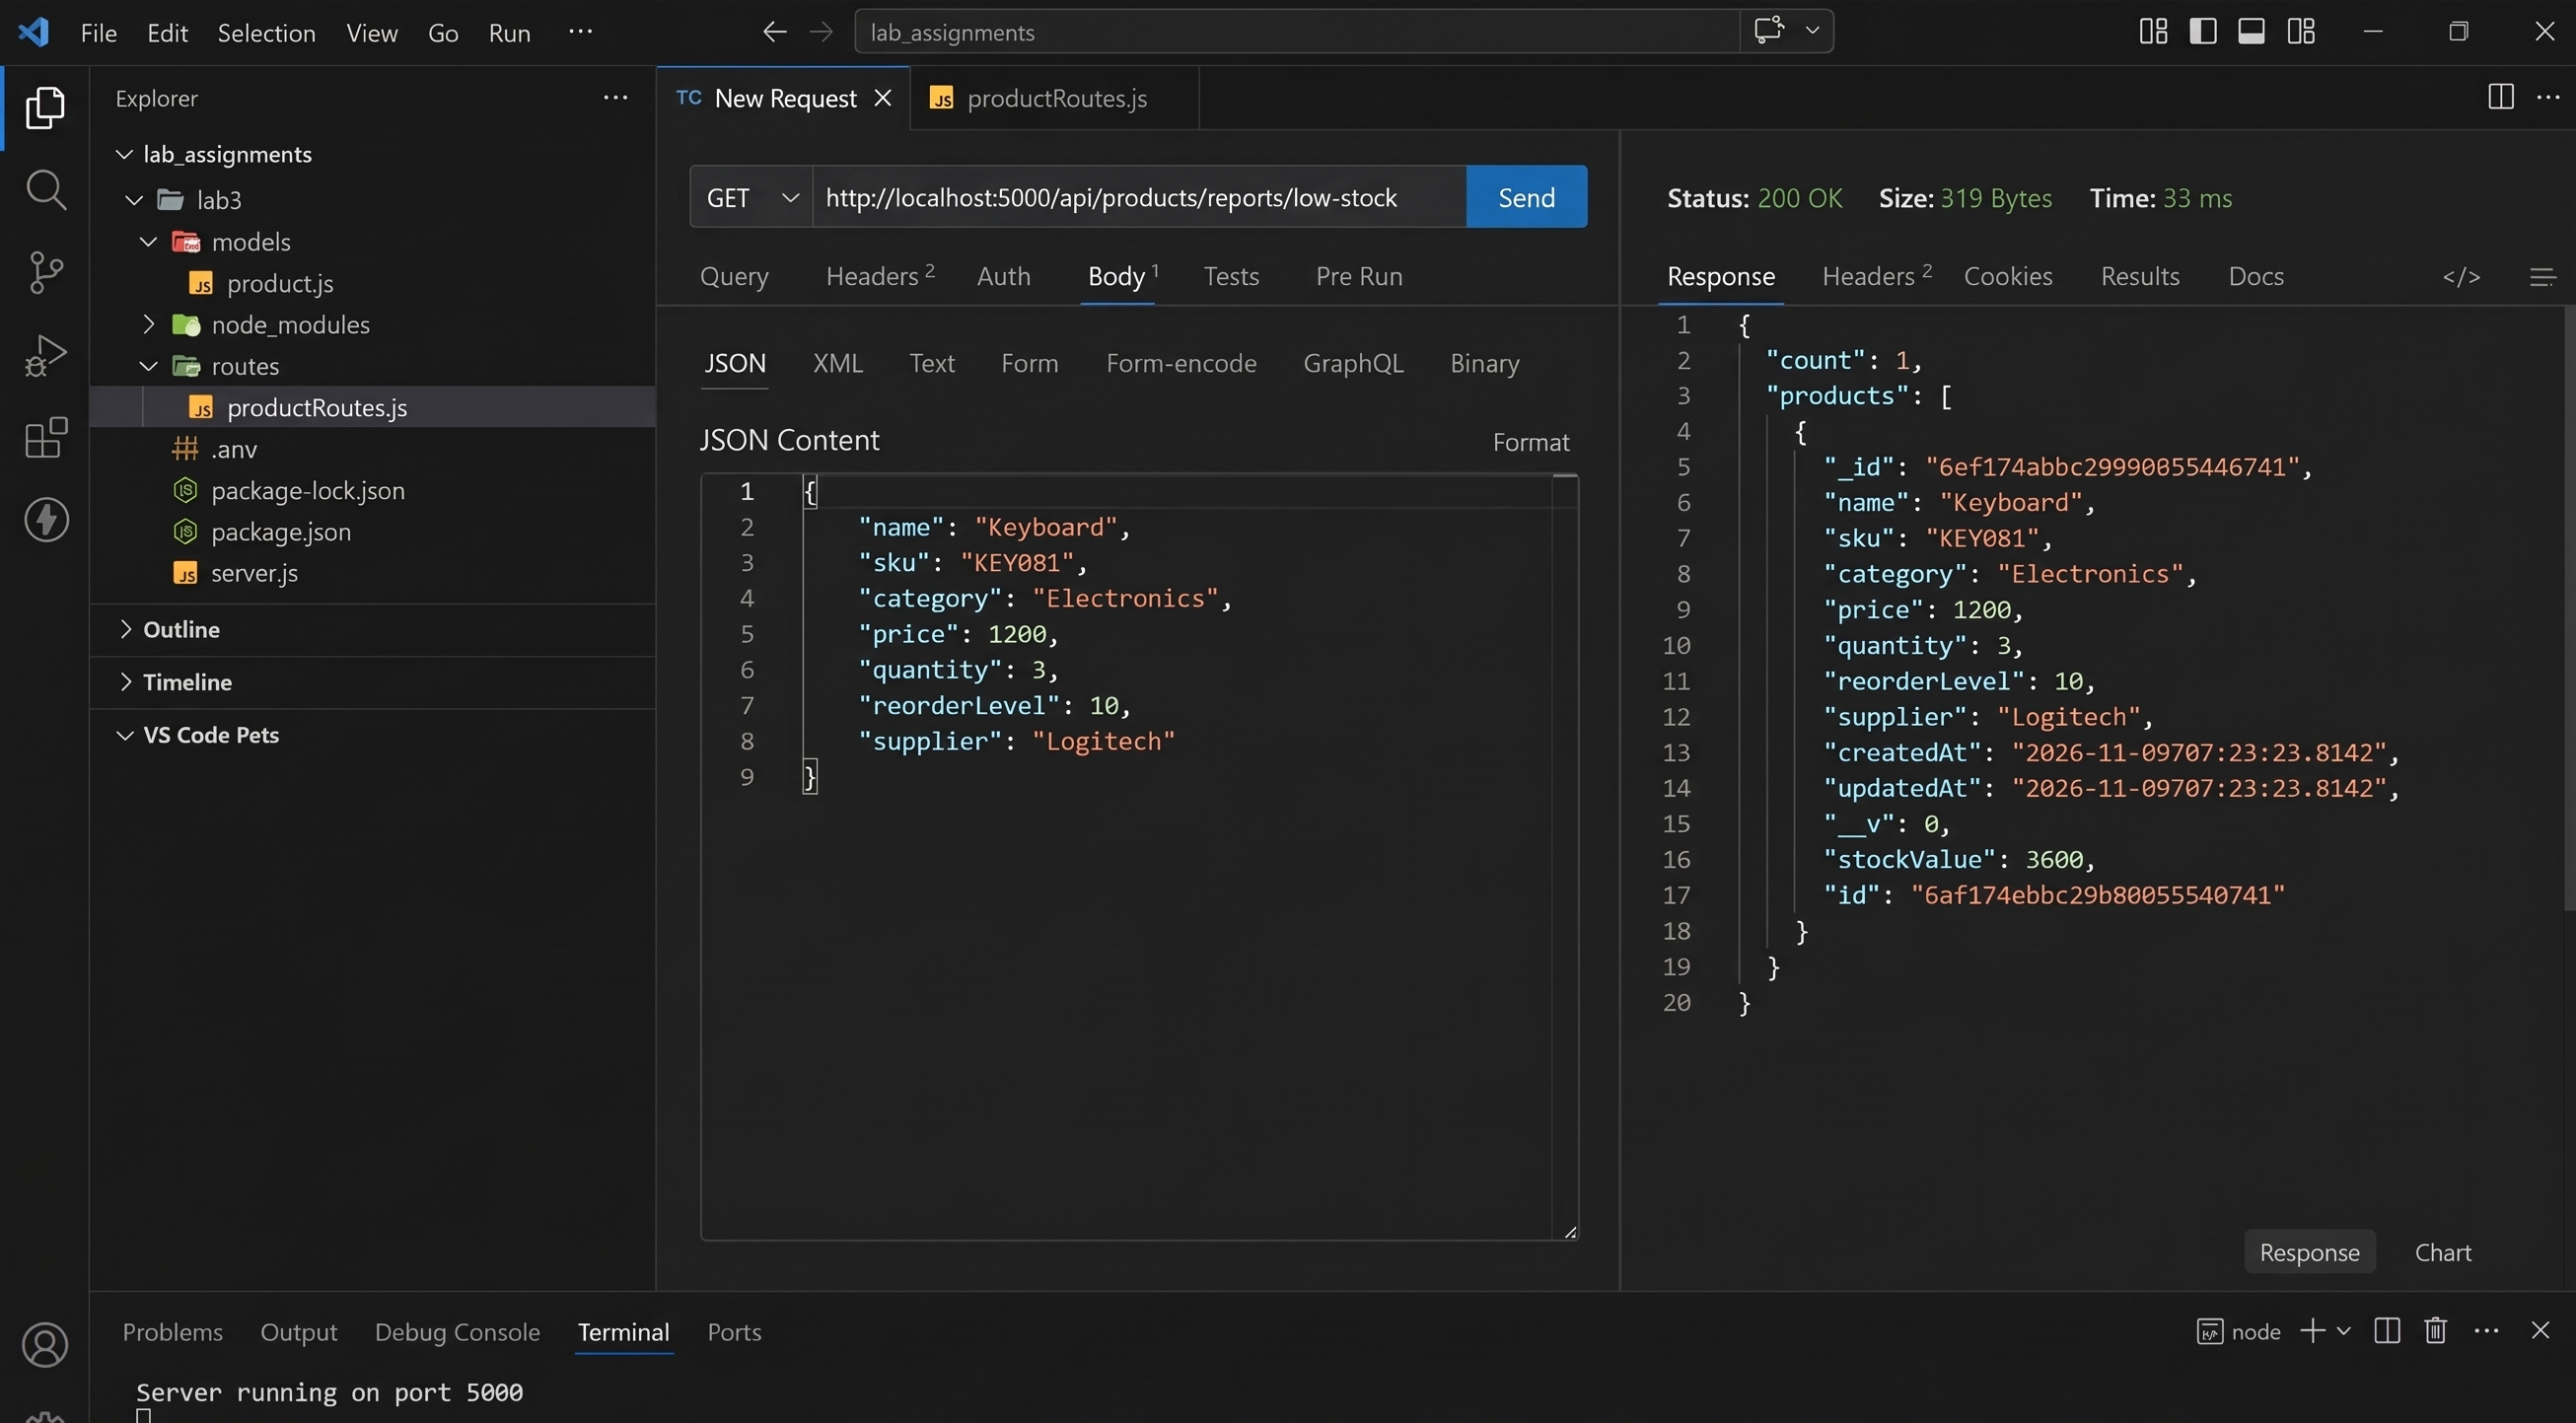 File Edit Selection View Go Run ...
lab_assignments
Explorer ...
lab_assignments
lab3
models
product.js
node_modules
routes
productRoutes.js
.anv
package-lock.json
package.json
server.js
Outline
Timeline
VS Code Pets
TC New Request
JS productRoutes.js
GET http://localhost:5000/api/products/reports/low-stock Send
Query Headers 2 Auth Body 1 Tests Pre Run
JSON XML Text Form Form-encode GraphQL Binary
JSON Content Format
1 {
2 "name": "Keyboard",
3 "sku": "KEY081",
4 "category": "Electronics",
5 "price": 1200,
6 "quantity": 3,
7 "reorderLevel": 10,
8 "supplier": "Logitech"
9 }
Status: 200 OK Size: 319 Bytes Time: 33 ms
Response Headers 2 Cookies Results Docs </>
1 {
2 "count": 1,
3 "products": [
4 {
5 "_id": "6ef174abbc29990855446741",
6 "name": "Keyboard",
7 "sku": "KEY081",
8 "category": "Electronics",
9 "price": 1200,
10 "quantity": 3,
11 "reorderLevel": 10,
12 "supplier": "Logitech",
13 "createdAt": "2026-11-09707:23:23.8142",
14 "updatedAt": "2026-11-09707:23:23.8142",
15 "__v": 0,
16 "stockValue": 3600,
17 "id": "6af174ebbc29b80055540741"
18 }
19 }
20 }
Response Chart
Problems Output Debug Console Terminal Ports
node
Server running on port 5000